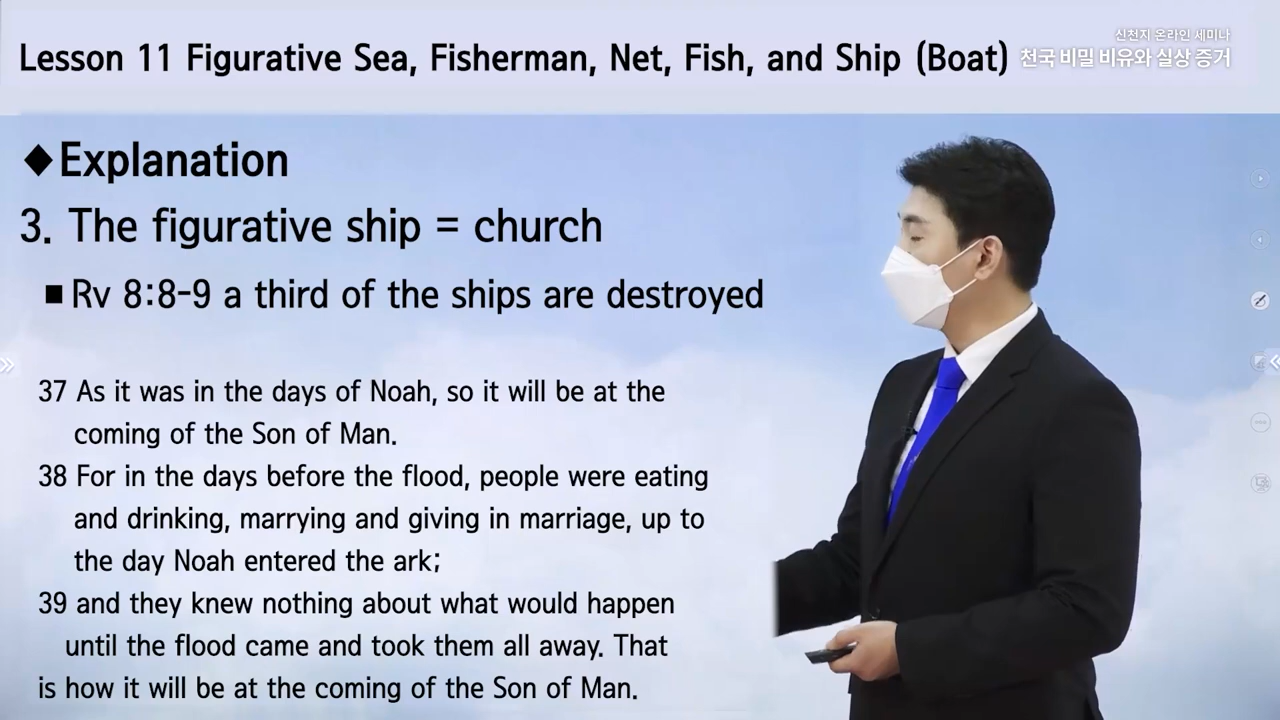 Lesson 11 Figurative Sea, Fisherman, Net, Fish, and Ship (Boat)
신천지 온라인 세미나
천국 비밀 비유와 실상 증거
◆Explanation
3. The figurative ship = church
■Rv 8:8-9 a third of the ships are destroyed
37 As it was in the days of Noah, so it will be at the
coming of the Son of Man.
38 For in the days before the flood, people were eating
and drinking, marrying and giving in marriage, up to
the day Noah entered the ark;
39 and they knew nothing about what would happen
until the flood came and took them all away. That
is how it will be at the coming of the Son of Man.